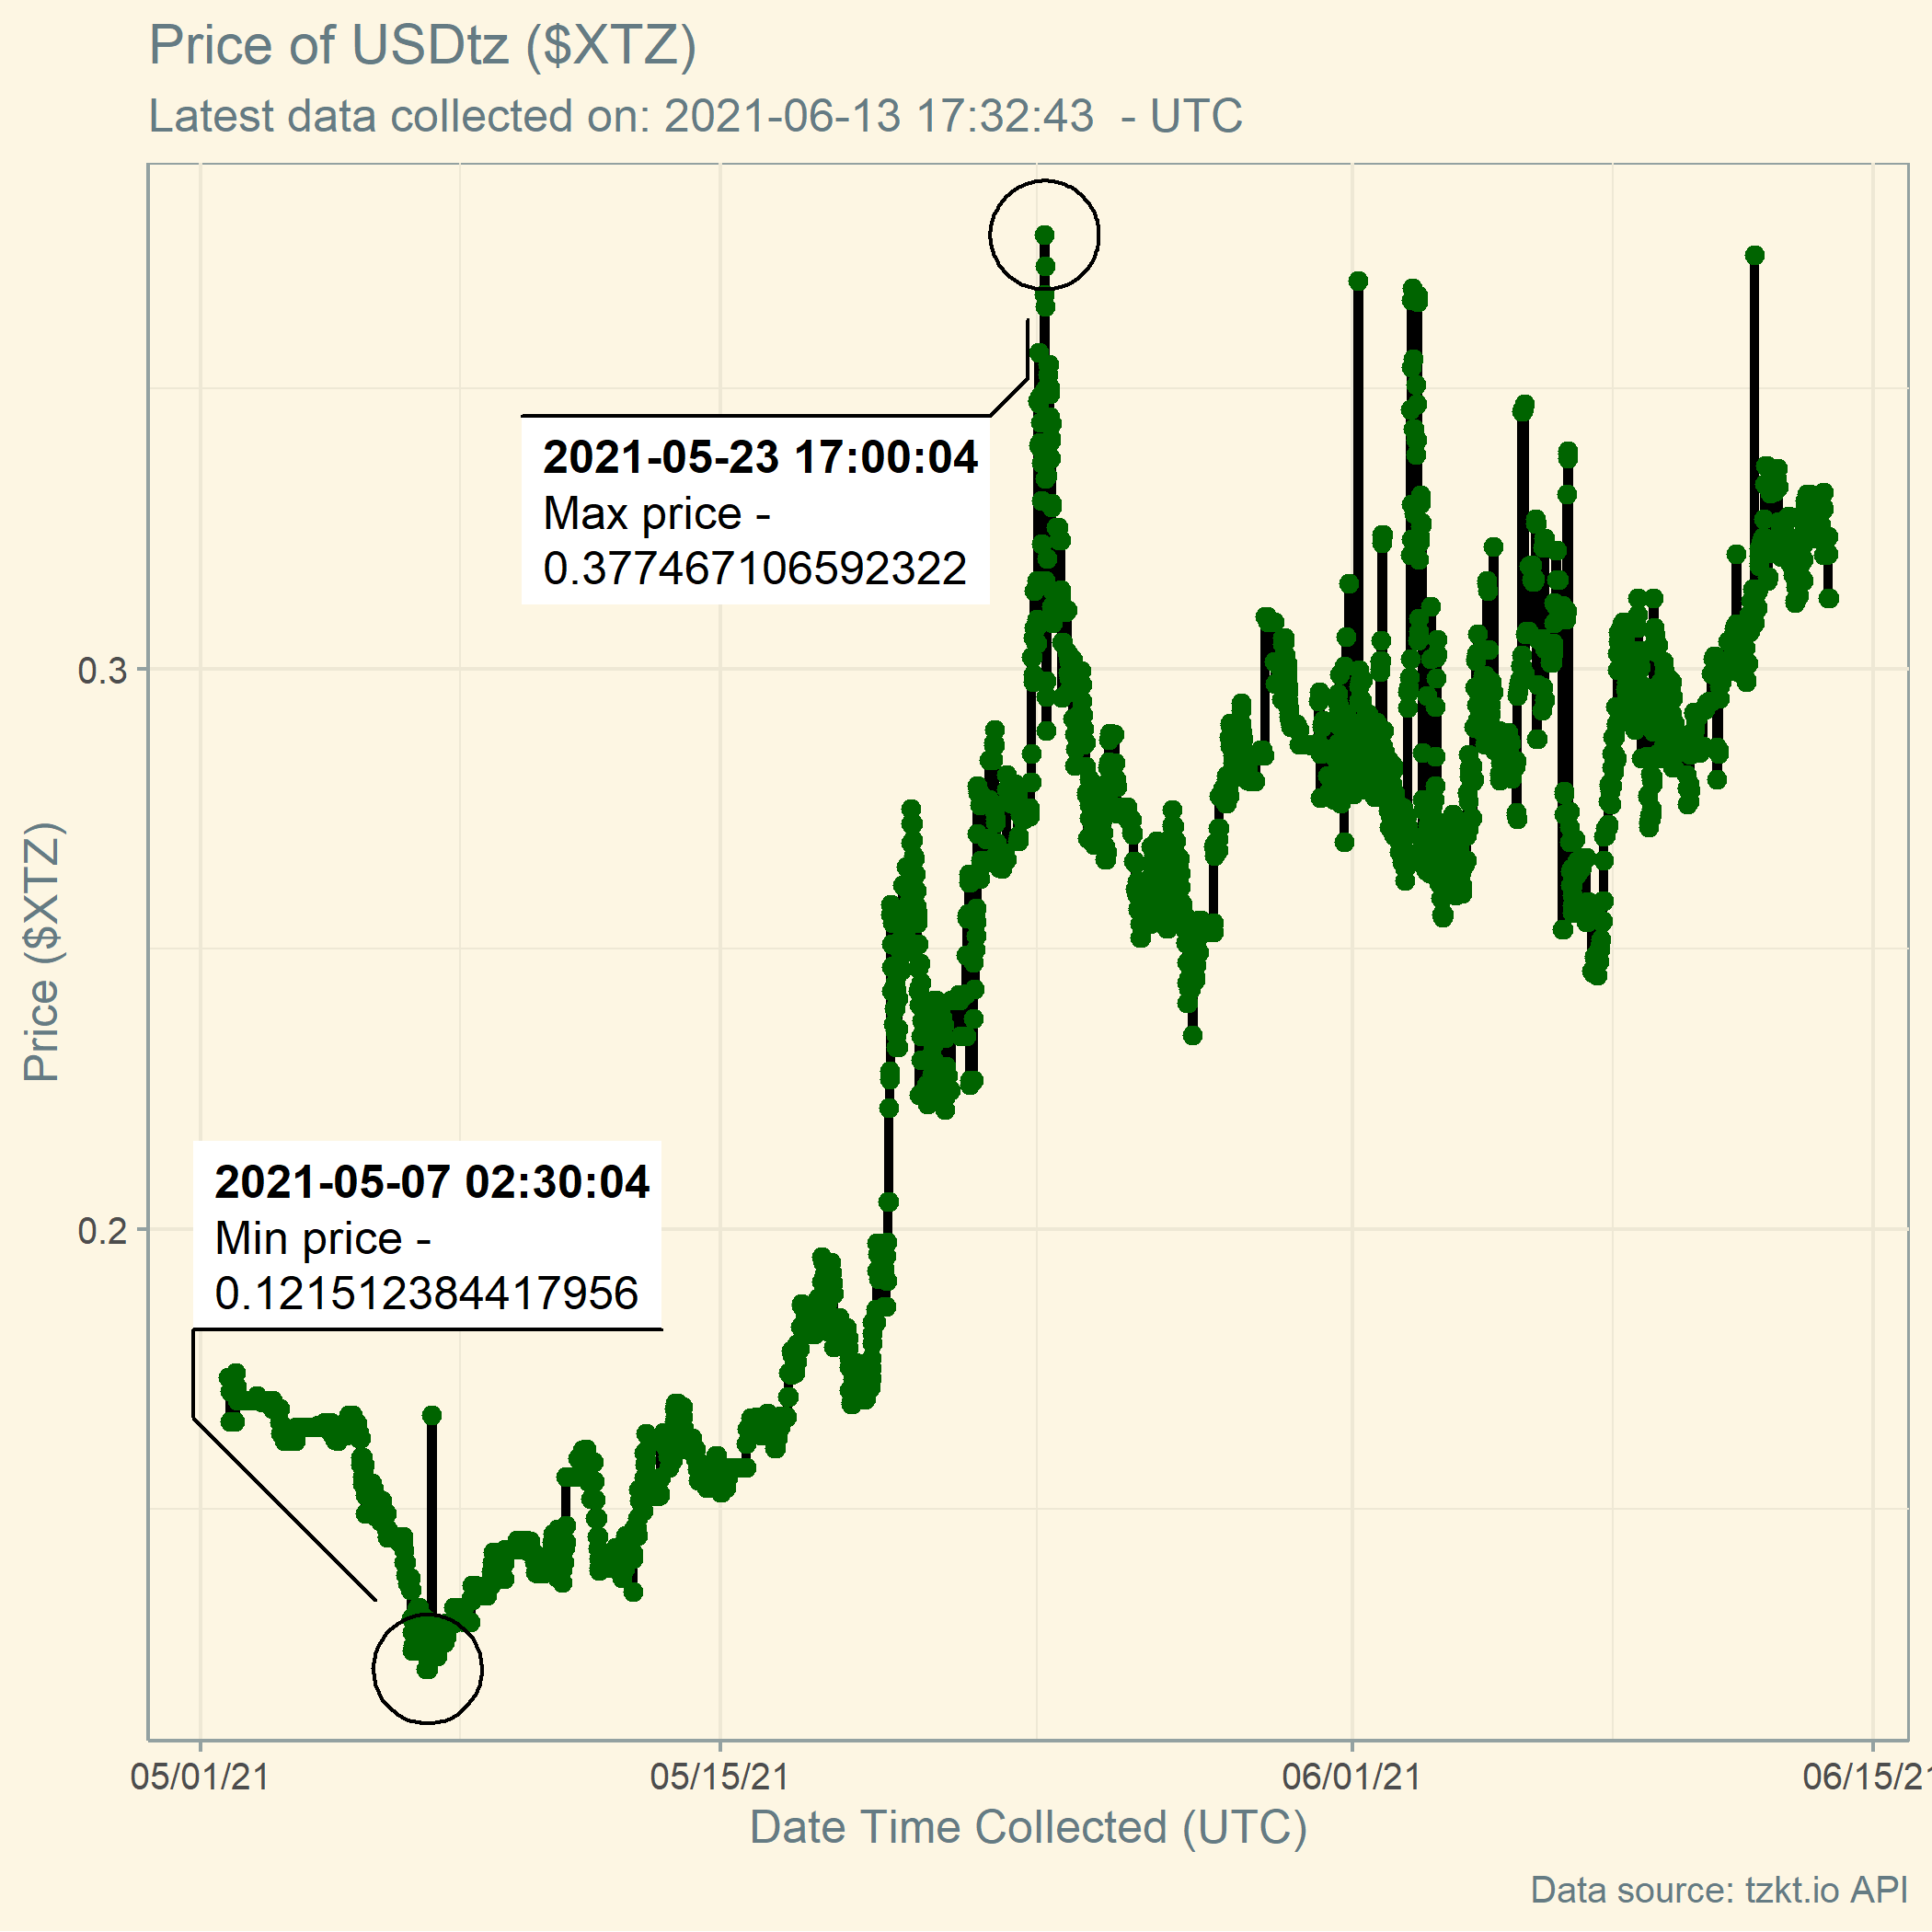 Price of USDtz ($XTZ)
Latest data collected on: 2021-06-13 17:32:43  - UTC
2021-05-23 17:00:04
Max price -
0.377467106592322
0.3
Price ($XTZ)
2021-05-07 02:30:04
Min price -
0.121512384417956
0.2
05/01/21 05/15/21 06/01/21 06/15/21
Date Time Collected (UTC)
Data source: tzkt.io API